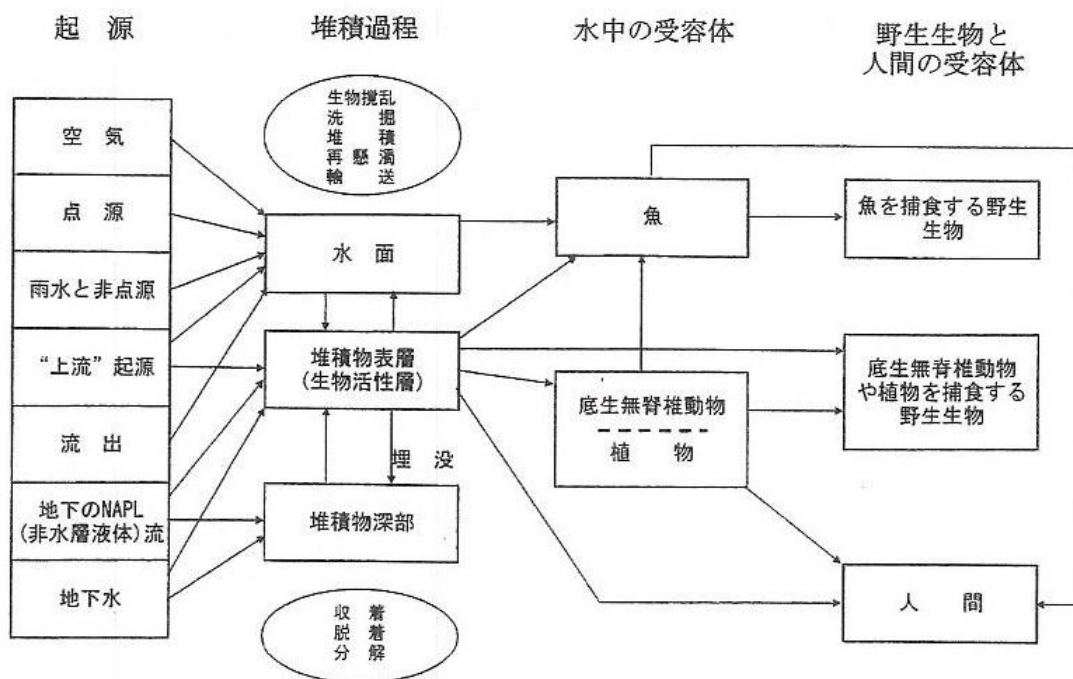 起源
堆積過程
水中の受容体
野生生物と
人間の受容体
空気
点源
雨水と非点源
“上流”起源
流出
地下のNAPL
(非水層液体)流
地下水
生物撹乱
洗掘
堆積
再懸濁
輸送
水面
堆積物表層
(生物活性層)
埋没
堆積物深部
収着
脱着
分解
魚
底生無脊椎動物
植物
魚を捕食する野生
生物
底生無脊椎動物
や植物を捕食する
野生生物
人間